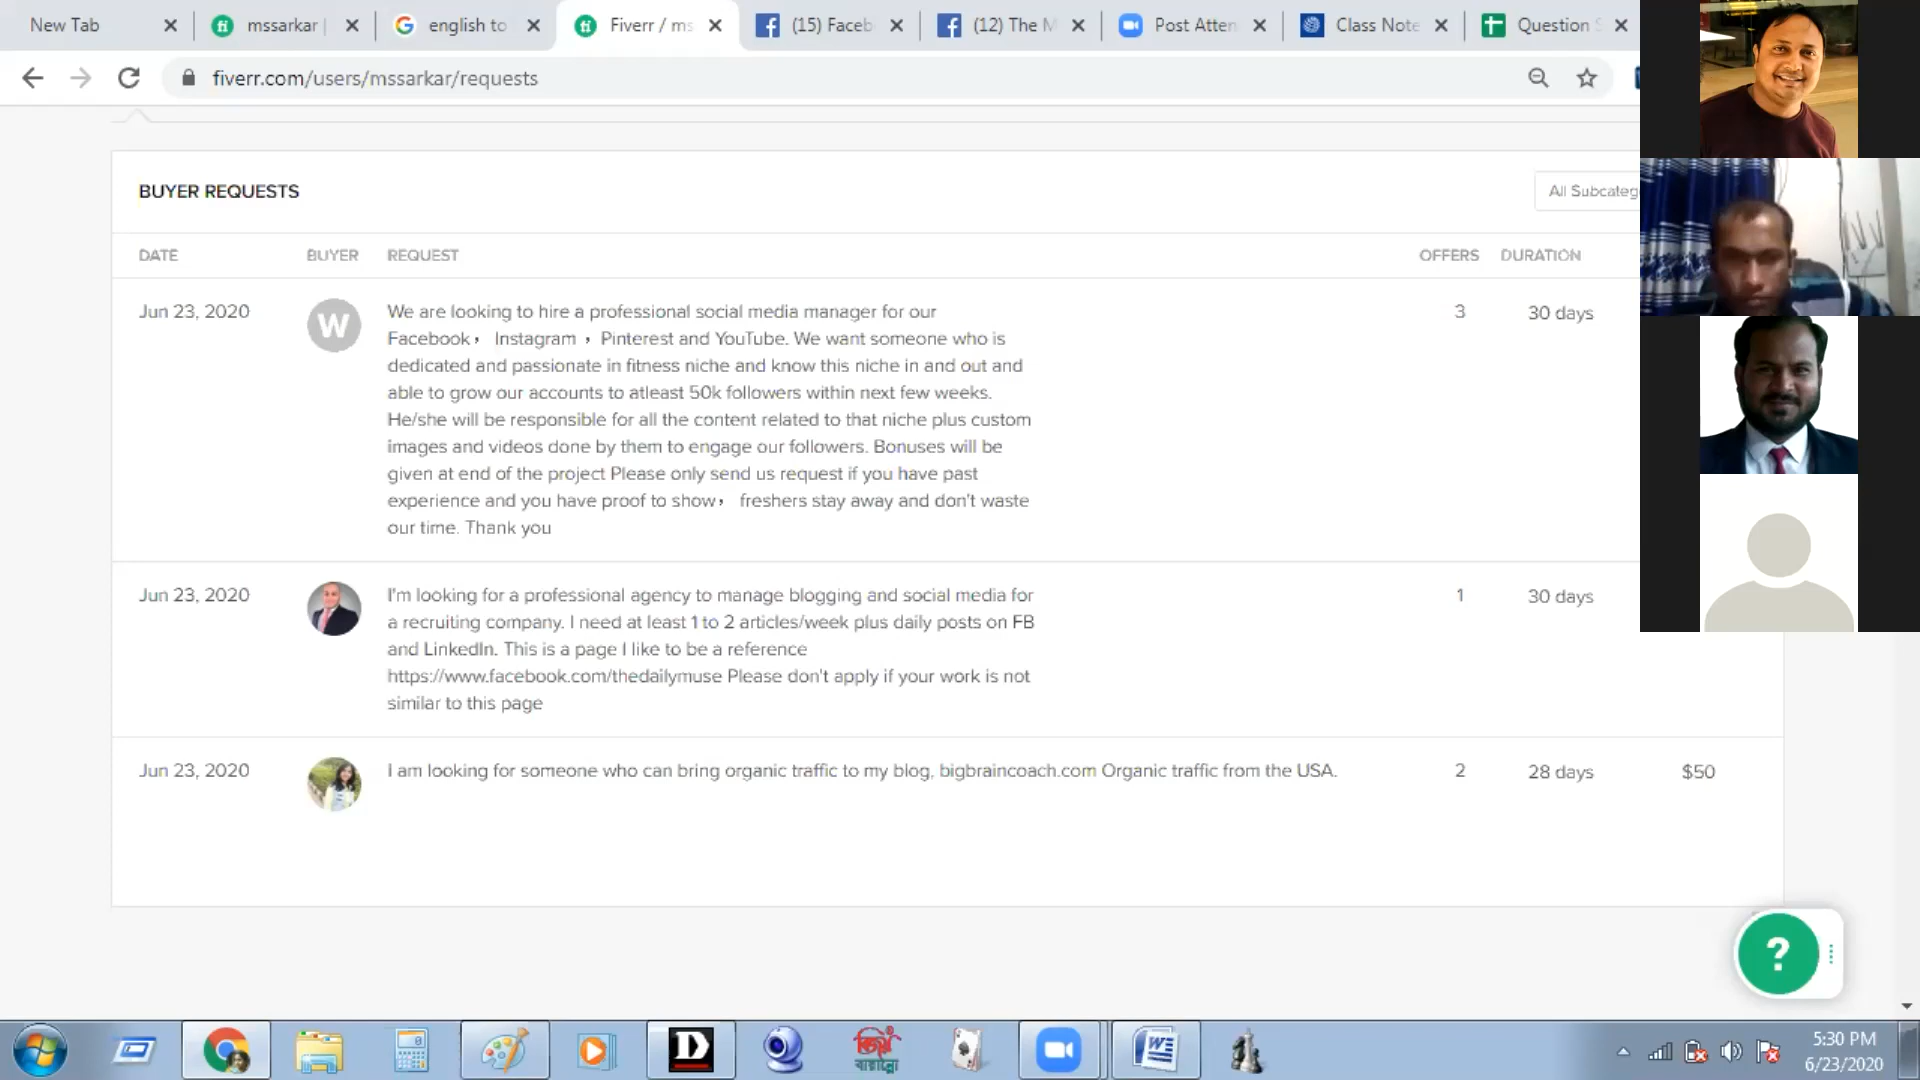 New Tab
mssarkar |
english to
Fiverr / ms
(15) Faceb
(12) The M
Post Atten
Class Note
Question S
fiverr.com/users/mssarkar/requests
BUYER REQUESTS
All Subcateg
DATE BUYER REQUEST OFFERS DURATION
Jun 23, 2020
W
We are looking to hire a professional social media manager for our
Facebook， Instagram ，Pinterest and YouTube. We want someone who is
dedicated and passionate in fitness niche and know this niche in and out and
able to grow our accounts to atleast 50k followers within next few weeks.
He/she will be responsible for all the content related to that niche plus custom
images and videos done by them to engage our followers. Bonuses will be
given at end of the project Please only send us request if you have past
experience and you have proof to show， freshers stay away and don't waste
our time. Thank you
3
30 days
Jun 23, 2020
I'm looking for a professional agency to manage blogging and social media for
a recruiting company. I need at least 1 to 2 articles/week plus daily posts on FB
and LinkedIn. This is a page I like to be a reference
https://www.facebook.com/thedailymuse Please don't apply if your work is not
similar to this page
1
30 days
Jun 23, 2020
I am looking for someone who can bring organic traffic to my blog, bigbraincoach.com Organic traffic from the USA.
2
28 days
$50
?
D
বায়ান্নো
W
5:30 PM
6/23/2020